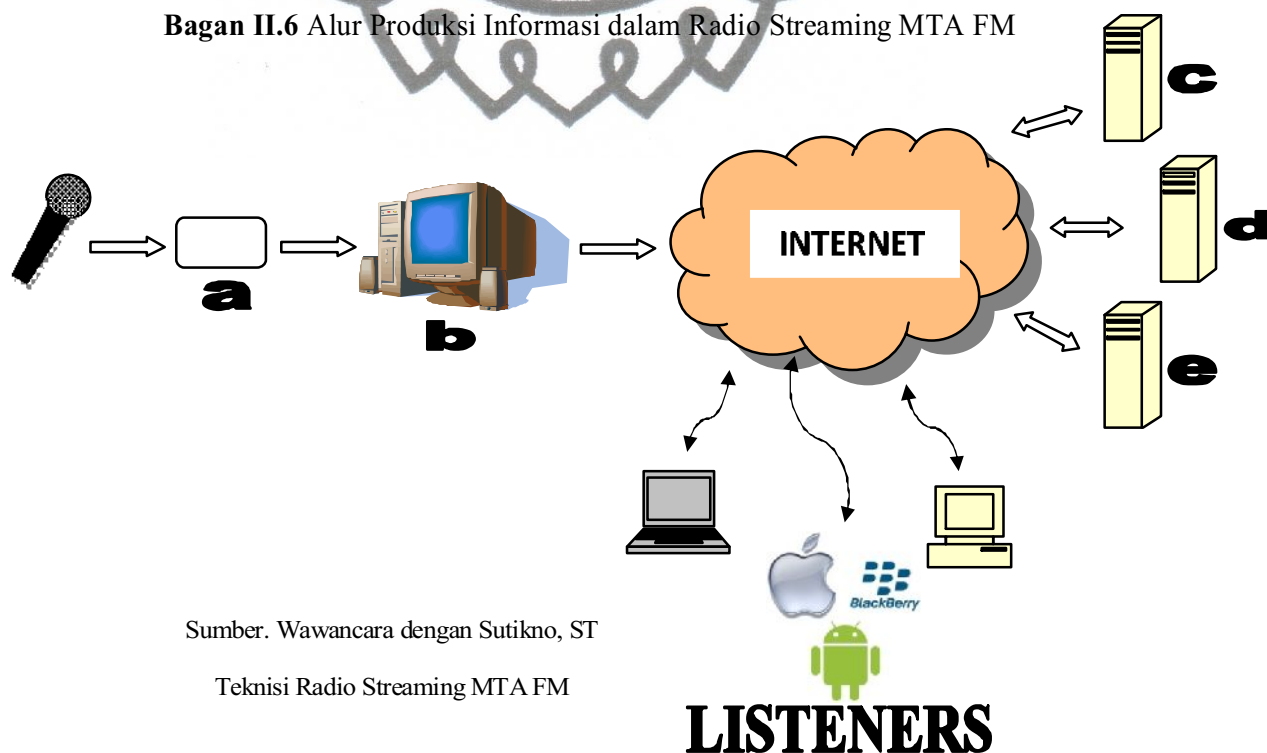 Bagan II.6 Alur Produksi Informasi dalam Radio Streaming MTA FM
c
INTERNET
d
a
b
e
BlackBerry
Sumber. Wawancara dengan Sutikno, ST
Teknisi Radio Streaming MTA FM
LISTENERS